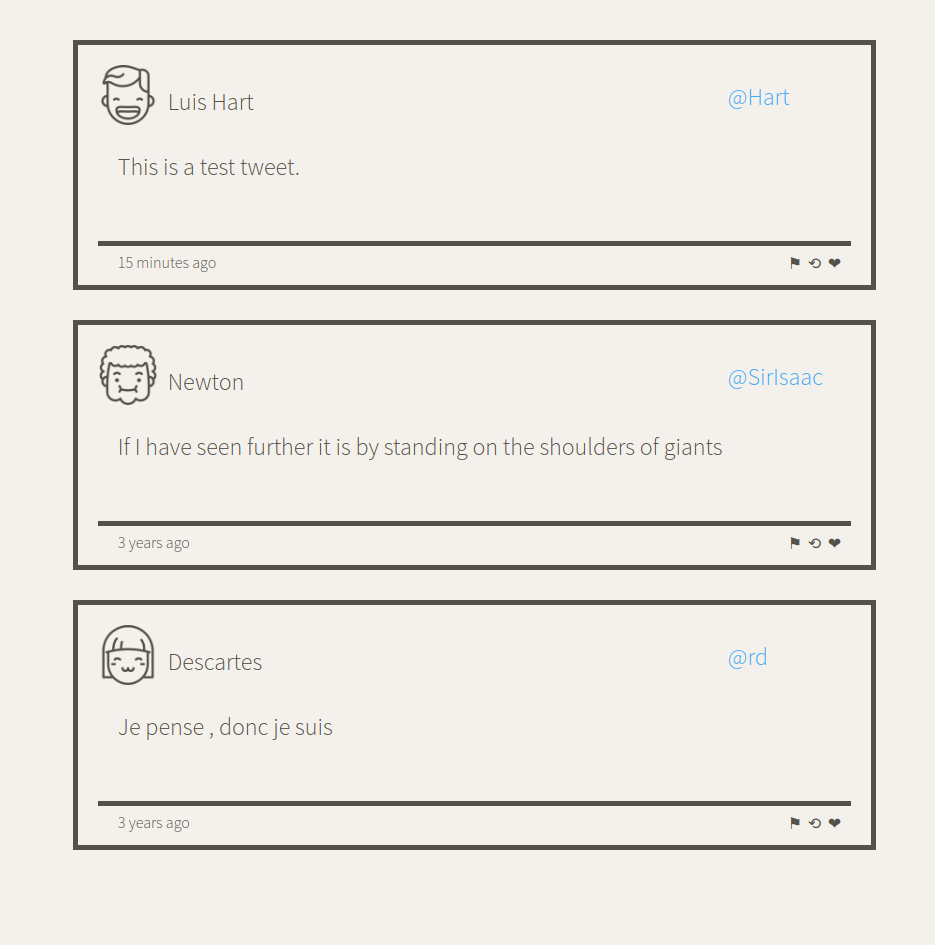 Luis Hart @Hart
This is a test tweet.
15 minutes ago ⚑ ⟲ ❤
Newton @SirIsaac
If I have seen further it is by standing on the shoulders of giants
3 years ago ⚑ ⟲ ❤
Descartes @rd
Je pense , donc je suis
3 years ago ⚑ ⟲ ❤